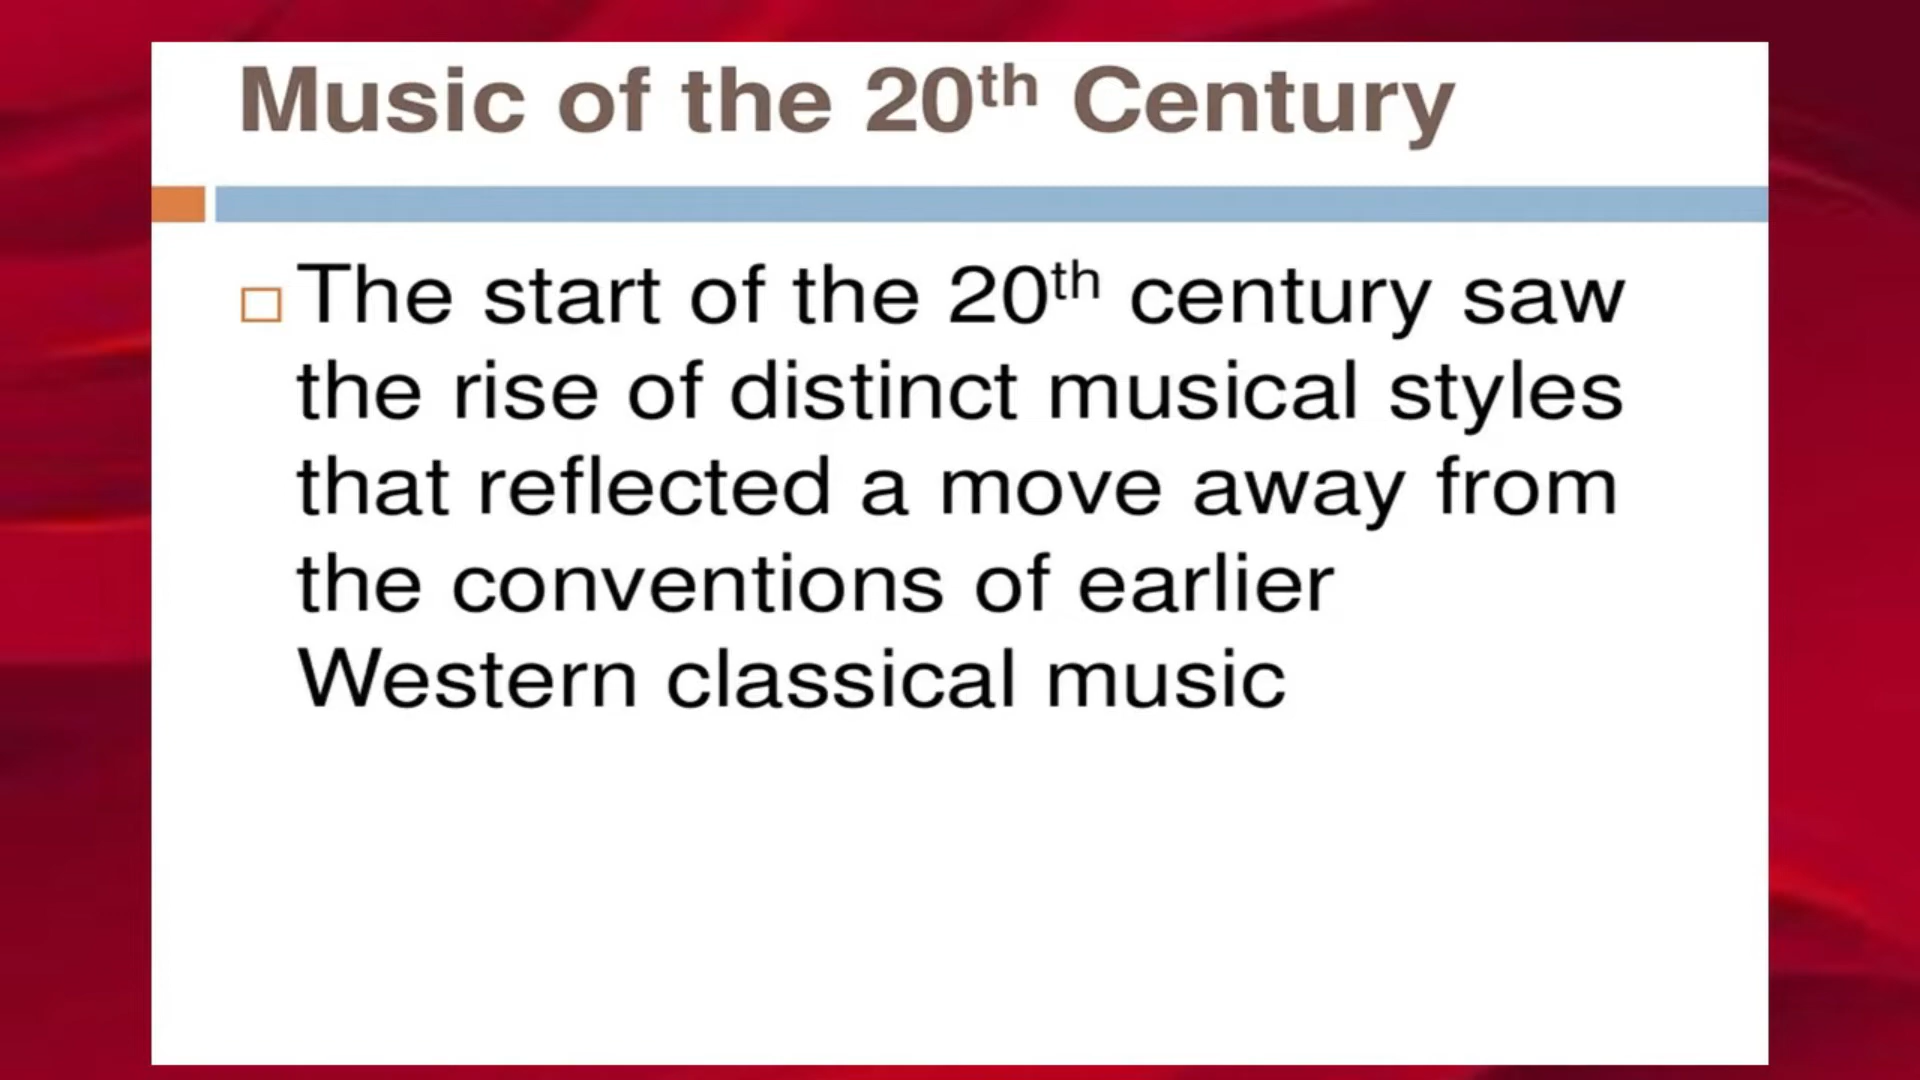 Music of the 20th Century
The start of the 20th century saw
the rise of distinct musical styles
that reflected a move away from
the conventions of earlier
Western classical music